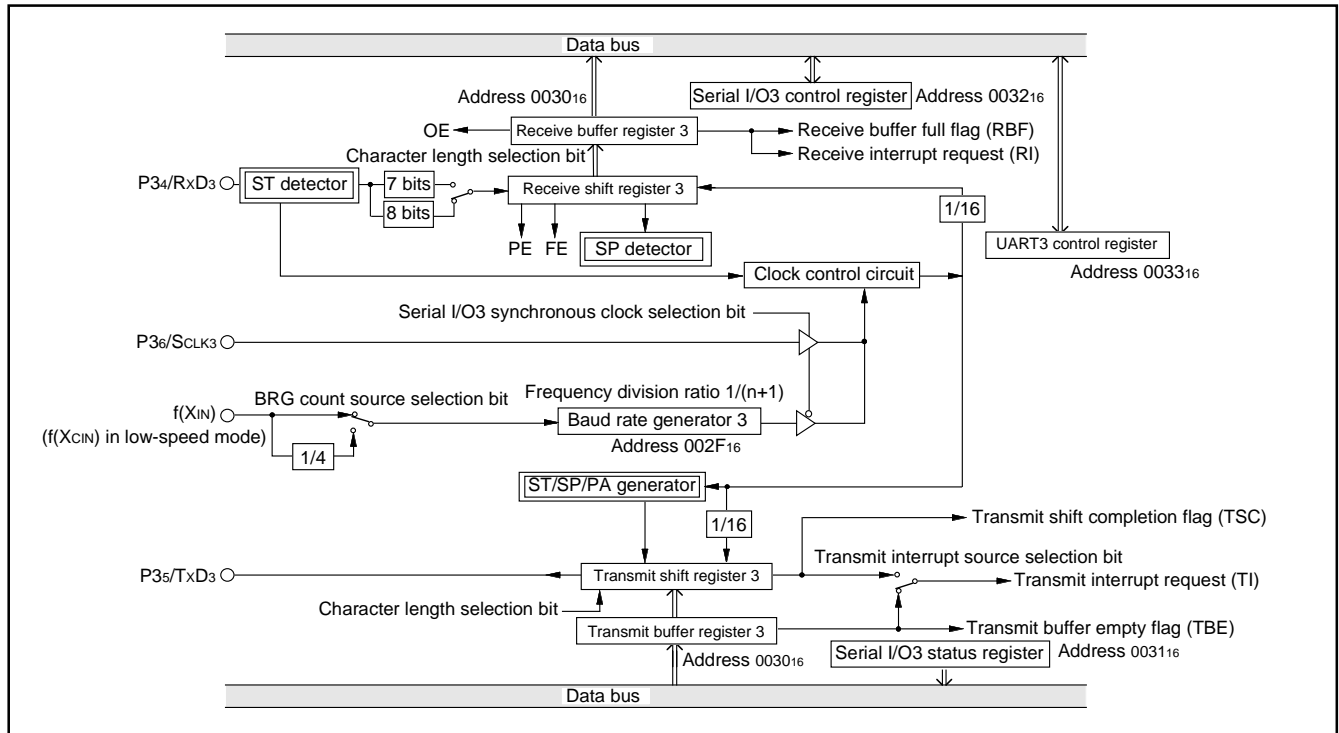 Data bus
Address 0030₁₆
Serial I/O3 control register
Address 0032₁₆
OE
Receive buffer register 3
Receive buffer full flag (RBF)
Receive interrupt request (RI)
Character length selection bit
P3₄/RxD₃
ST detector
7 bits
8 bits
Receive shift register 3
1/16
PE
FE
SP detector
UART3 control register
Address 0033₁₆
Clock control circuit
Serial I/O3 synchronous clock selection bit
P3₆/SCLK3
BRG count source selection bit
Frequency division ratio 1/(n+1)
f(XIN)
(f(XCIN) in low-speed mode)
Baud rate generator 3
Address 002F₁₆
1/4
ST/SP/PA generator
1/16
Transmit shift completion flag (TSC)
Transmit interrupt source selection bit
P3₅/TxD₃
Transmit shift register 3
Transmit interrupt request (TI)
Character length selection bit
Transmit buffer register 3
Transmit buffer empty flag (TBE)
Address 0030₁₆
Serial I/O3 status register
Address 0031₁₆
Data bus